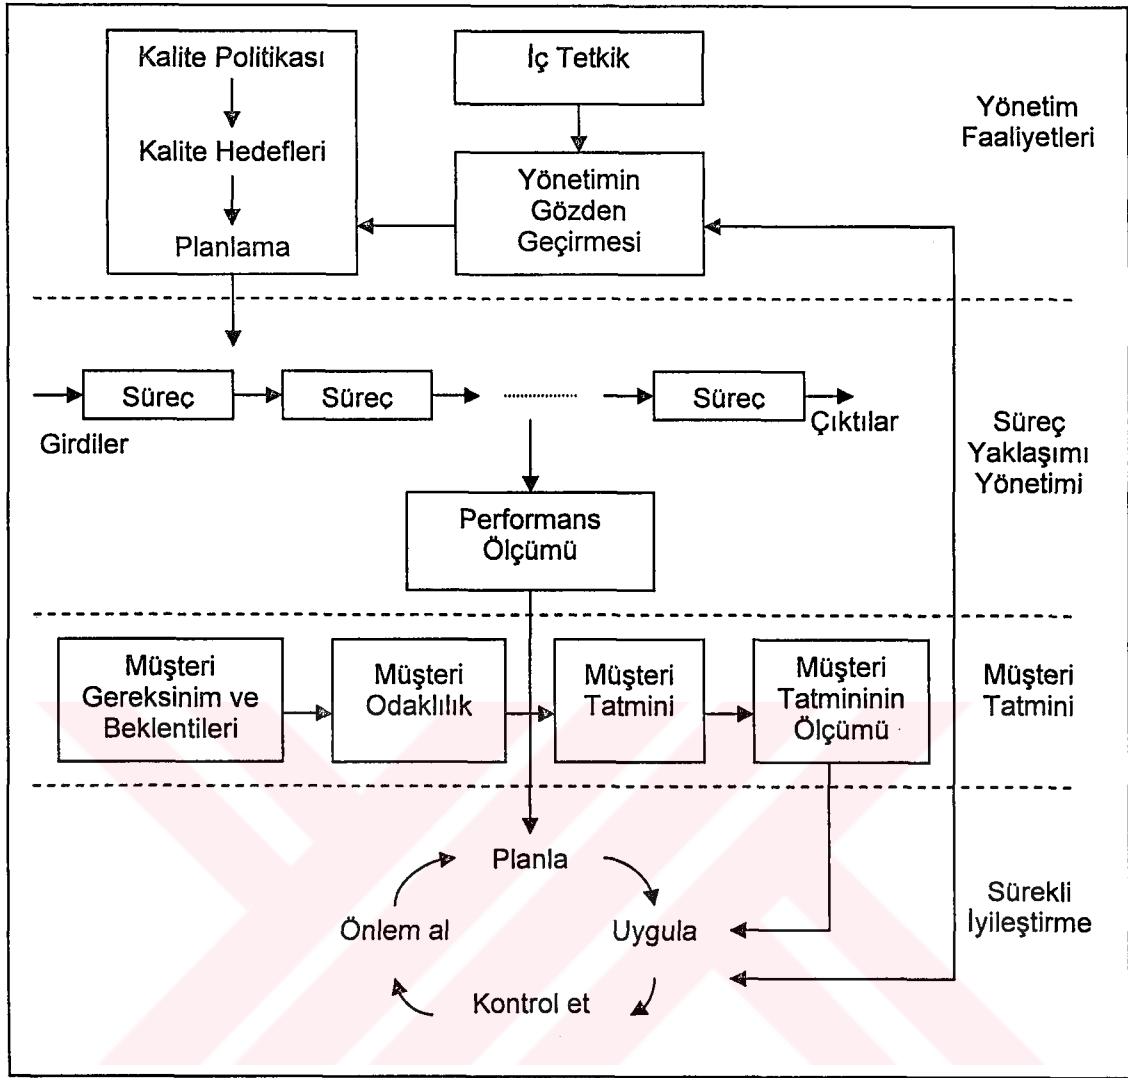 Kalite Politikası
Kalite Hedefleri
Planlama
İç Tetkik
Yönetimin
Gözden
Geçirmesi
Yönetim
Faaliyetleri
Süreç
Süreç
..................
Süreç
Girdiler
Çıktılar
Performans
Ölçümü
Süreç
Yaklaşımı
Yönetimi
Müşteri
Gereksinim ve
Beklentileri
Müşteri
Odaklılık
Müşteri
Tatmini
Müşteri
Tatmininin
Ölçümü
Müşteri
Tatmini
Planla
Önlem al
Uygula
Kontrol et
Sürekli
İyileştirme